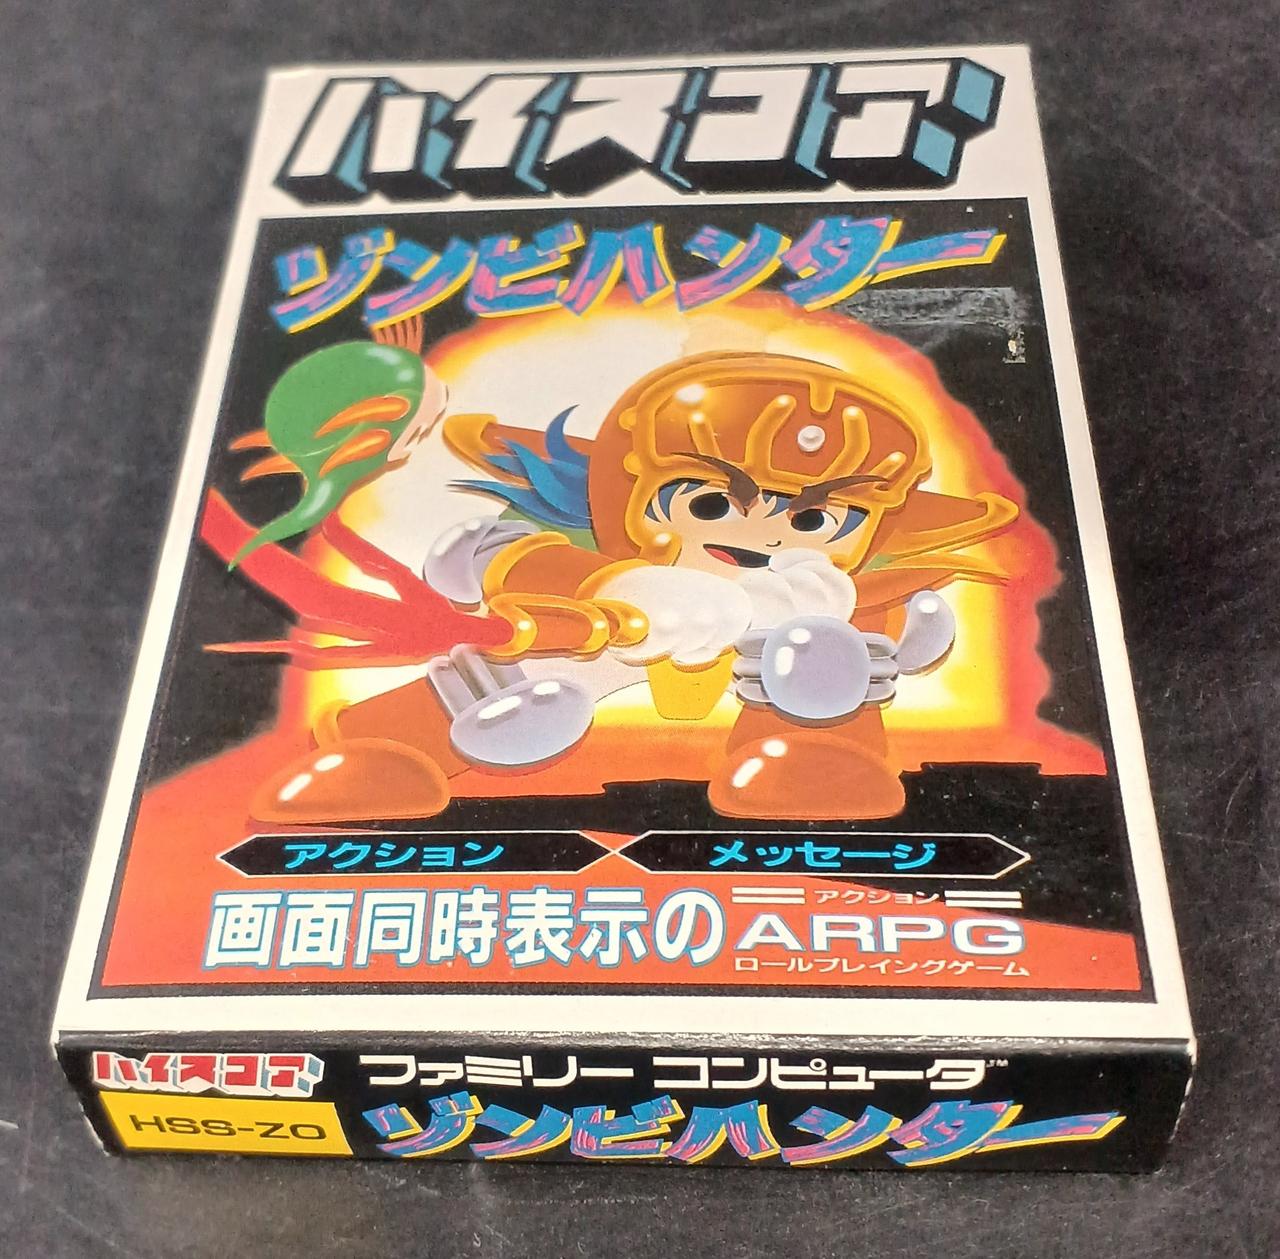 ハイスコア
ゾンビハンター
アクション
メッセージ
画面同時表示の
アクション
ARPG
ロールプレイングゲーム
ハイスコア
ファミリー コンピュータ™
HSS-ZO
ゾンビハンター